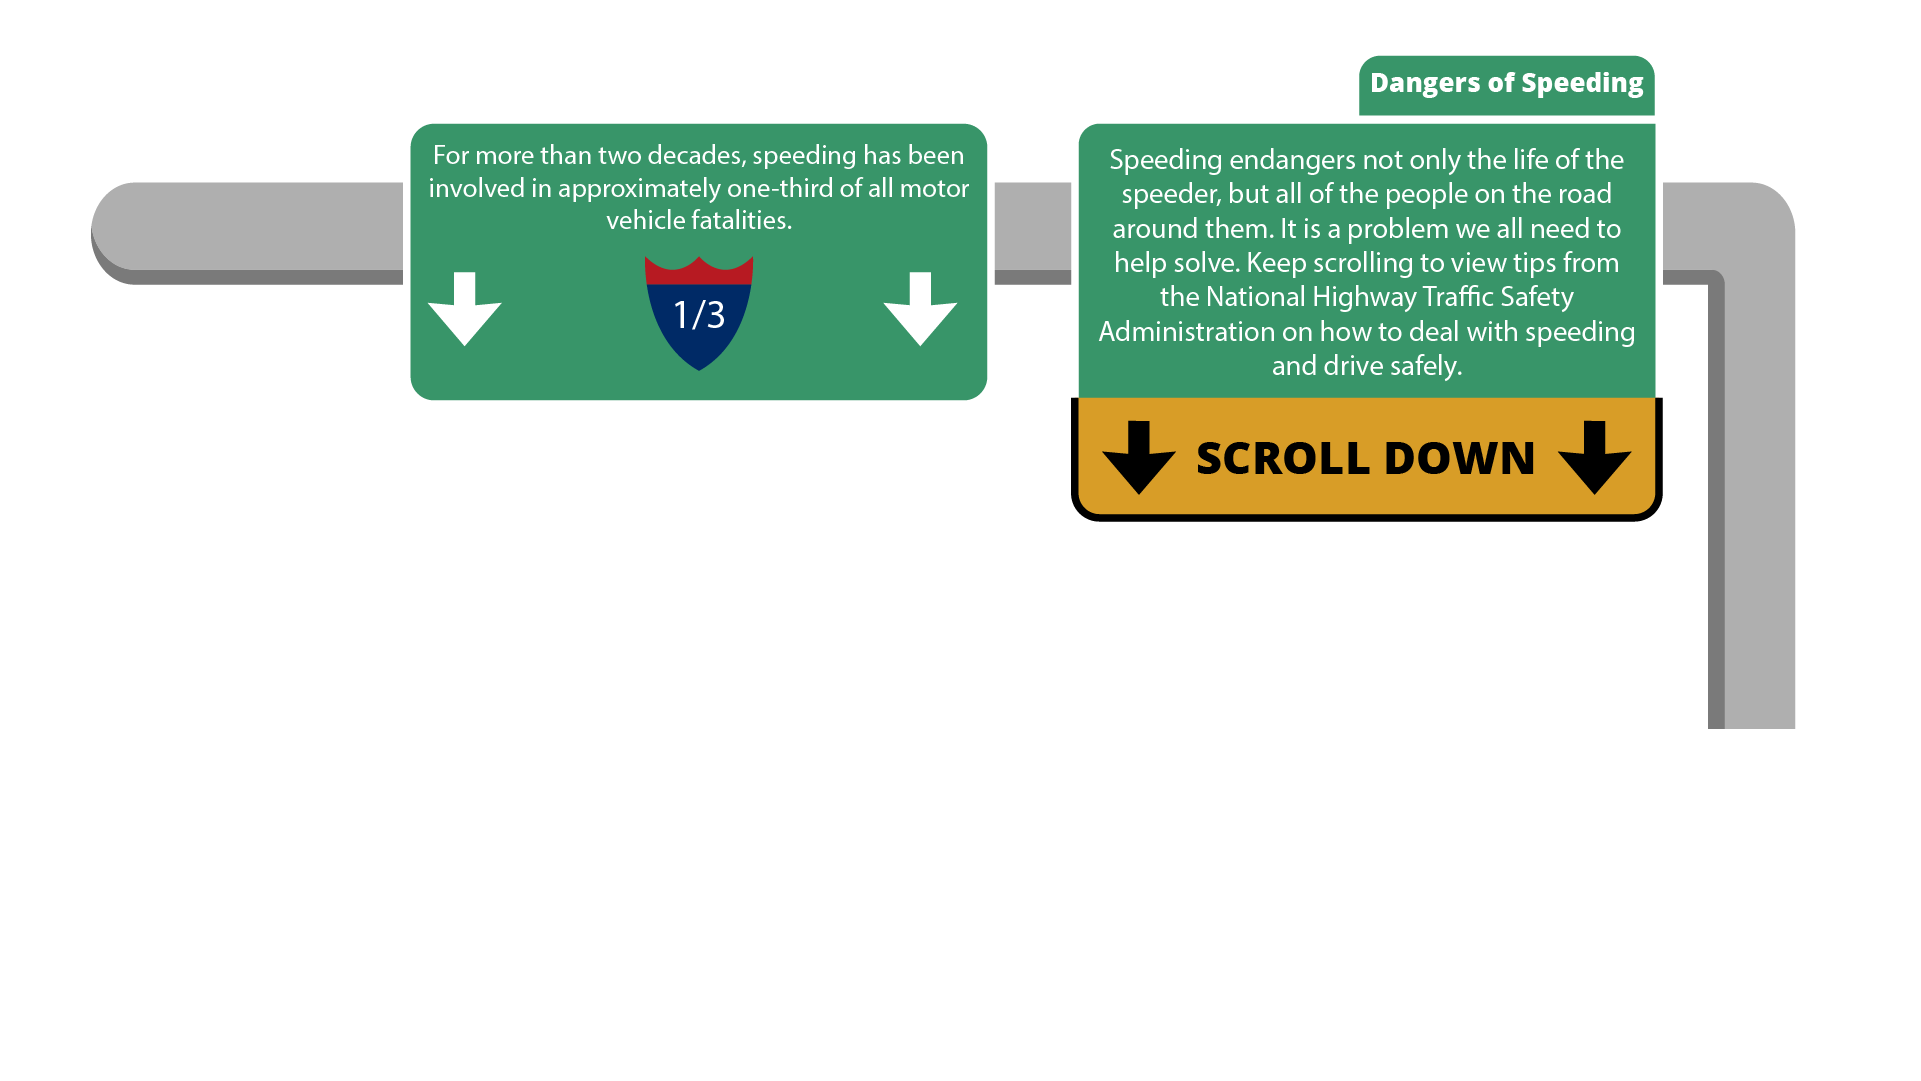 For more than two decades, speeding has been
involved in approximately one-third of all motor
vehicle fatalities.
1/3
Dangers of Speeding
Speeding endangers not only the life of the
speeder, but all of the people on the road
around them. It is a problem we all need to
help solve. Keep scrolling to view tips from
the National Highway Traffic Safety
Administration on how to deal with speeding
and drive safely.
SCROLL DOWN